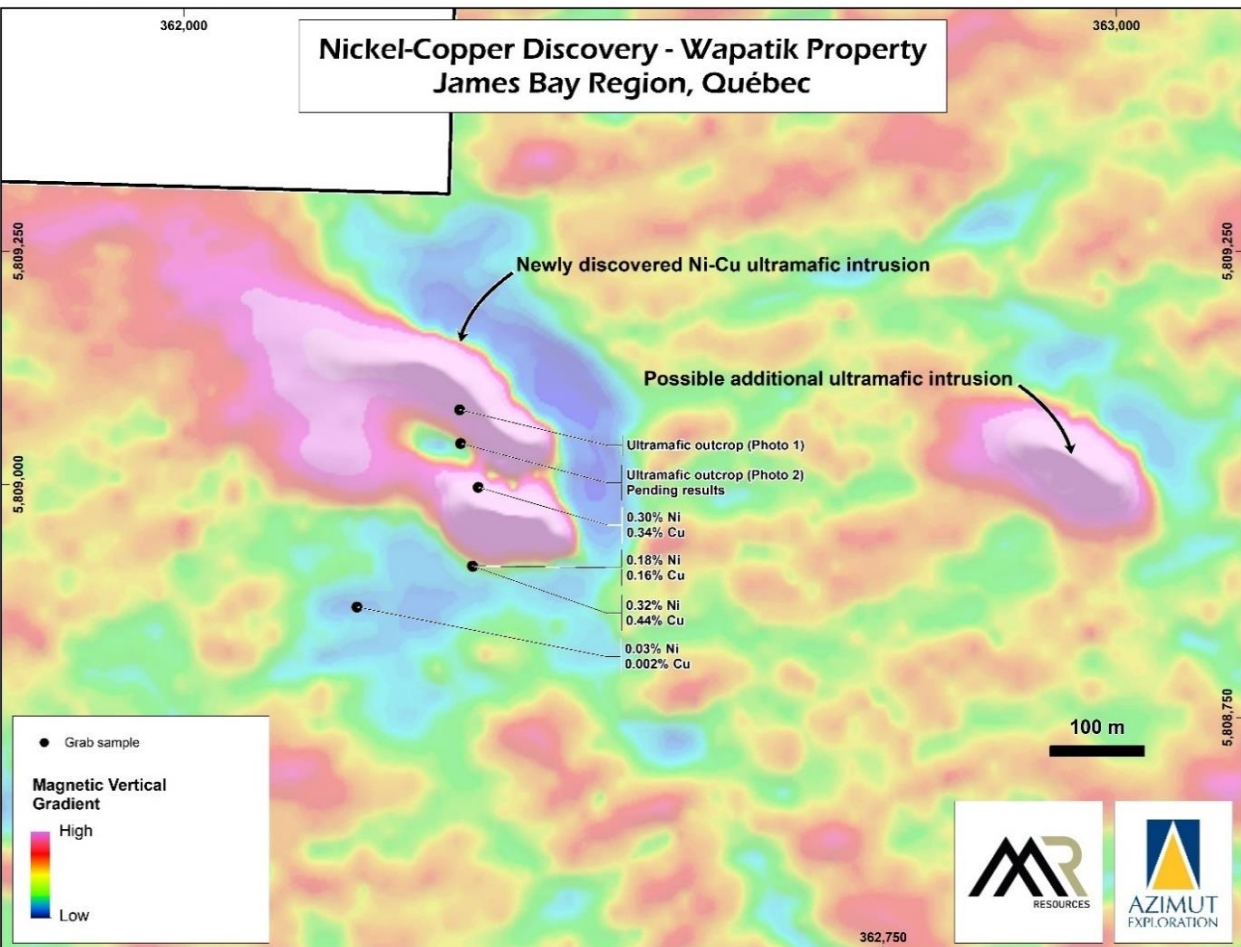 362,000
363,000
Nickel-Copper Discovery - Wapatik Property
James Bay Region, Québec
5,809,250
5,809,250
Newly discovered Ni-Cu ultramafic intrusion
Possible additional ultramafic intrusion
Ultramafic outcrop (Photo 1)
Ultramafic outcrop (Photo 2)
Pending results
5,809,000
5,809,000
0.30% Ni
0.34% Cu
0.18% Ni
0.16% Cu
0.32% Ni
0.44% Cu
0.03% Ni
0.002% Cu
5,808,750
100 m
Grab sample
Magnetic Vertical
Gradient
High
Low
MR
RESOURCES
AZIMUT
EXPLORATION
362,750